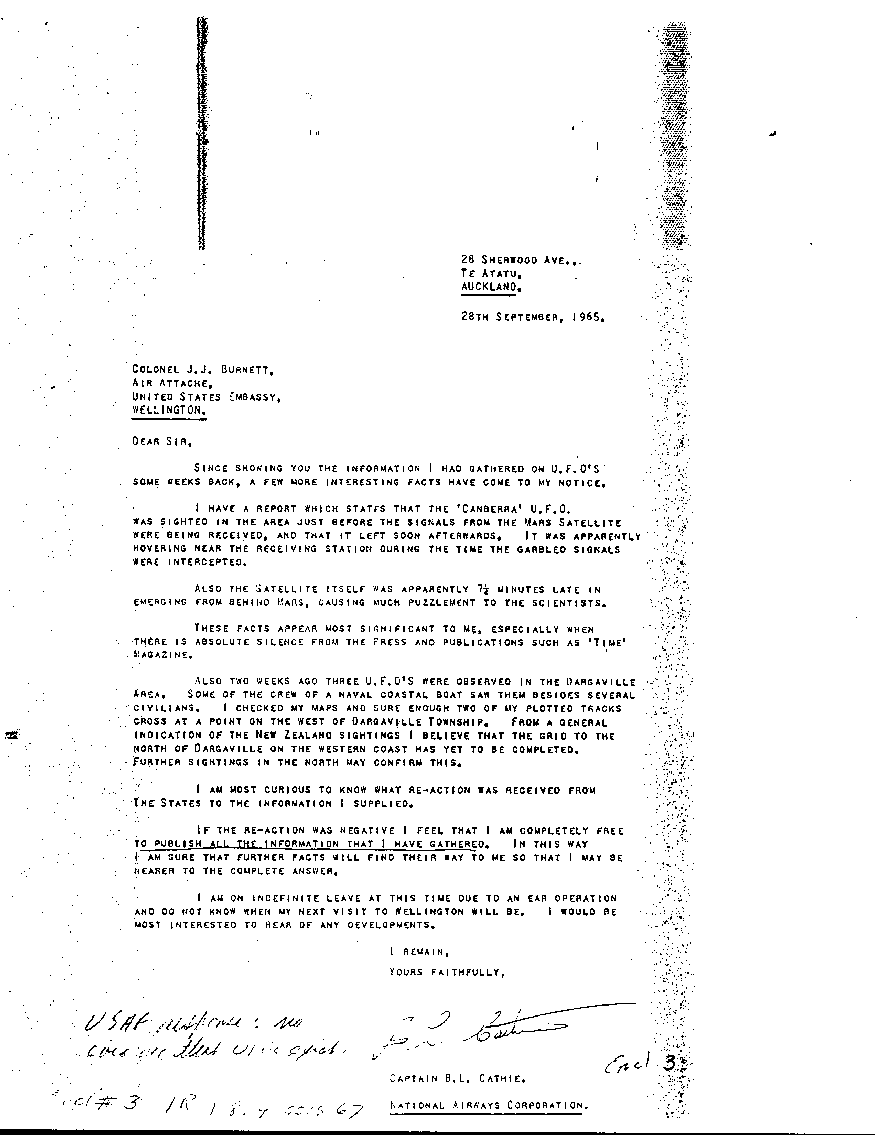 28 SHERWOOD AVE.,.
TE ATATU,
AUCKLAND.
28TH SEPTEMBER, 1965.
COLONEL J.J. BURNETT,
AIR ATTACHE,
UNITED STATES EMBASSY,
WELLINGTON.
DEAR SIR,
SINCE SHOWING YOU THE INFORMATION I HAD GATHERED ON U.F.O'S
SOME WEEKS BACK, A FEW MORE INTERESTING FACTS HAVE COME TO MY NOTICE.
I HAVE A REPORT WHICH STATES THAT THE 'CANBERRA' U.F.O.
WAS SIGHTED IN THE AREA JUST BEFORE THE SIGNALS FROM THE MARS SATELLITE
WERE BEING RECEIVED, AND THAT IT LEFT SOON AFTERWARDS. IT WAS APPARENTLY
HOVERING NEAR THE RECEIVING STATION DURING THE TIME THE GARBLED SIGNALS
WERE INTERCEPTED.
ALSO THE SATELLITE ITSELF WAS APPARENTLY 7½ MINUTES LATE IN
EMERGING FROM BEHIND MARS, CAUSING MUCH PUZZLEMENT TO THE SCIENTISTS.
THESE FACTS APPEAR MOST SIGNIFICANT TO ME, ESPECIALLY WHEN
THERE IS ABSOLUTE SILENCE FROM THE PRESS AND PUBLICATIONS SUCH AS 'TIME'
MAGAZINE.
ALSO TWO WEEKS AGO THREE U.F.O'S WERE OBSERVED IN THE DARGAVILLE
AREA. SOME OF THE CREW OF A NAVAL COASTAL BOAT SAW THEM BESIDES SEVERAL
CIVILIANS. I CHECKED MY MAPS AND SURE ENOUGH TWO OF MY PLOTTED TRACKS
CROSS AT A POINT ON THE WEST OF DARGAVILLE TOWNSHIP. FROM A GENERAL
INDICATION OF THE NEW ZEALAND SIGHTINGS I BELIEVE THAT THE GRID TO THE
NORTH OF DARGAVILLE ON THE WESTERN COAST HAS YET TO BE COMPLETED.
FURTHER SIGHTINGS IN THE NORTH MAY CONFIRM THIS.
I AM MOST CURIOUS TO KNOW WHAT RE-ACTION WAS RECEIVED FROM
THE STATES TO THE INFORMATION I SUPPLIED.
IF THE RE-ACTION WAS NEGATIVE I FEEL THAT I AM COMPLETELY FREE
TO PUBLISH ALL THE INFORMATION THAT I HAVE GATHERED. IN THIS WAY
I AM SURE THAT FURTHER FACTS WILL FIND THEIR WAY TO ME SO THAT I MAY BE
NEARER TO THE COMPLETE ANSWER.
I AM ON INDEFINITE LEAVE AT THIS TIME DUE TO AN EAR OPERATION
AND DO NOT KNOW WHEN MY NEXT VISIT TO WELLINGTON WILL BE. I WOULD BE
MOST INTERESTED TO HEAR OF ANY DEVELOPMENTS.
I REMAIN,
YOURS FAITHFULLY,
USAF response: no
that
Encl 3
CAPTAIN B.L. CATHIE.
# 3 IR 67
NATIONAL AIRWAYS CORPORATION.